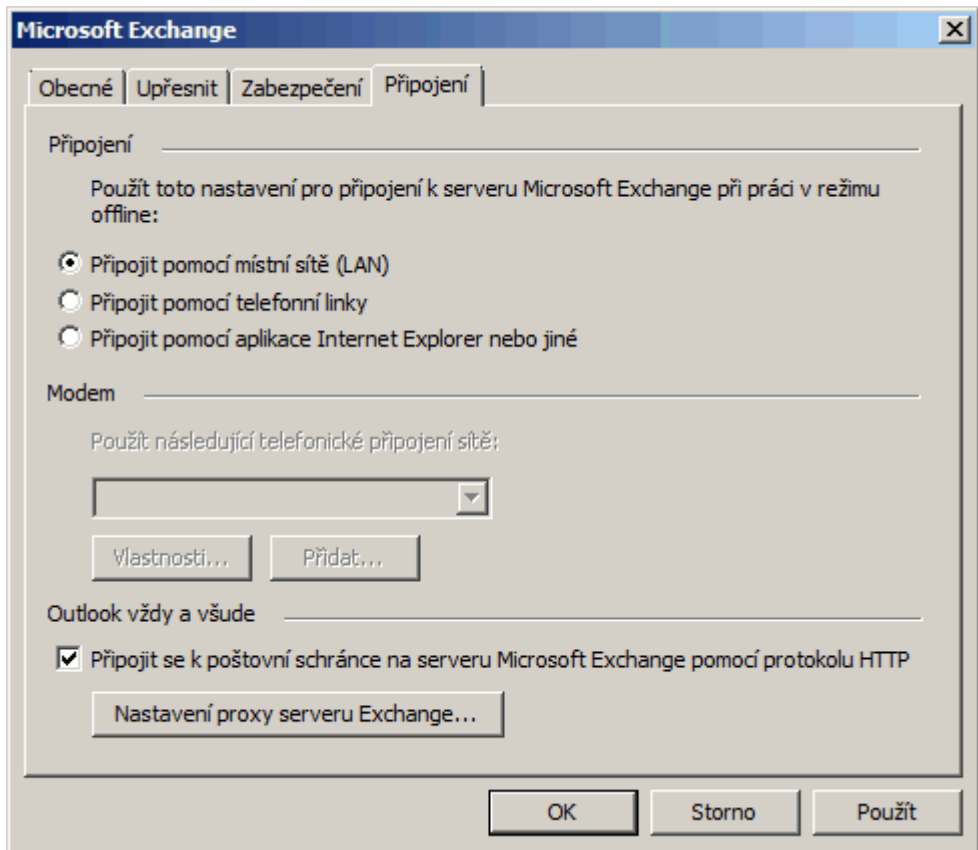 Microsoft Exchange
Obecné
Upřesnit
Zabezpečení
Připojení
Připojení
Použít toto nastavení pro připojení k serveru Microsoft Exchange při práci v režimu
offline:
Připojit pomocí místní sítě (LAN)
Připojit pomocí telefonní linky
Připojit pomocí aplikace Internet Explorer nebo jiné
Modem
Použít následující telefonické připojení sítě:
Vlastnosti...
Přidat...
Outlook vždy a všude
Připojit se k poštovní schránce na serveru Microsoft Exchange pomocí protokolu HTTP
Nastavení proxy serveru Exchange...
OK
Storno
Použít